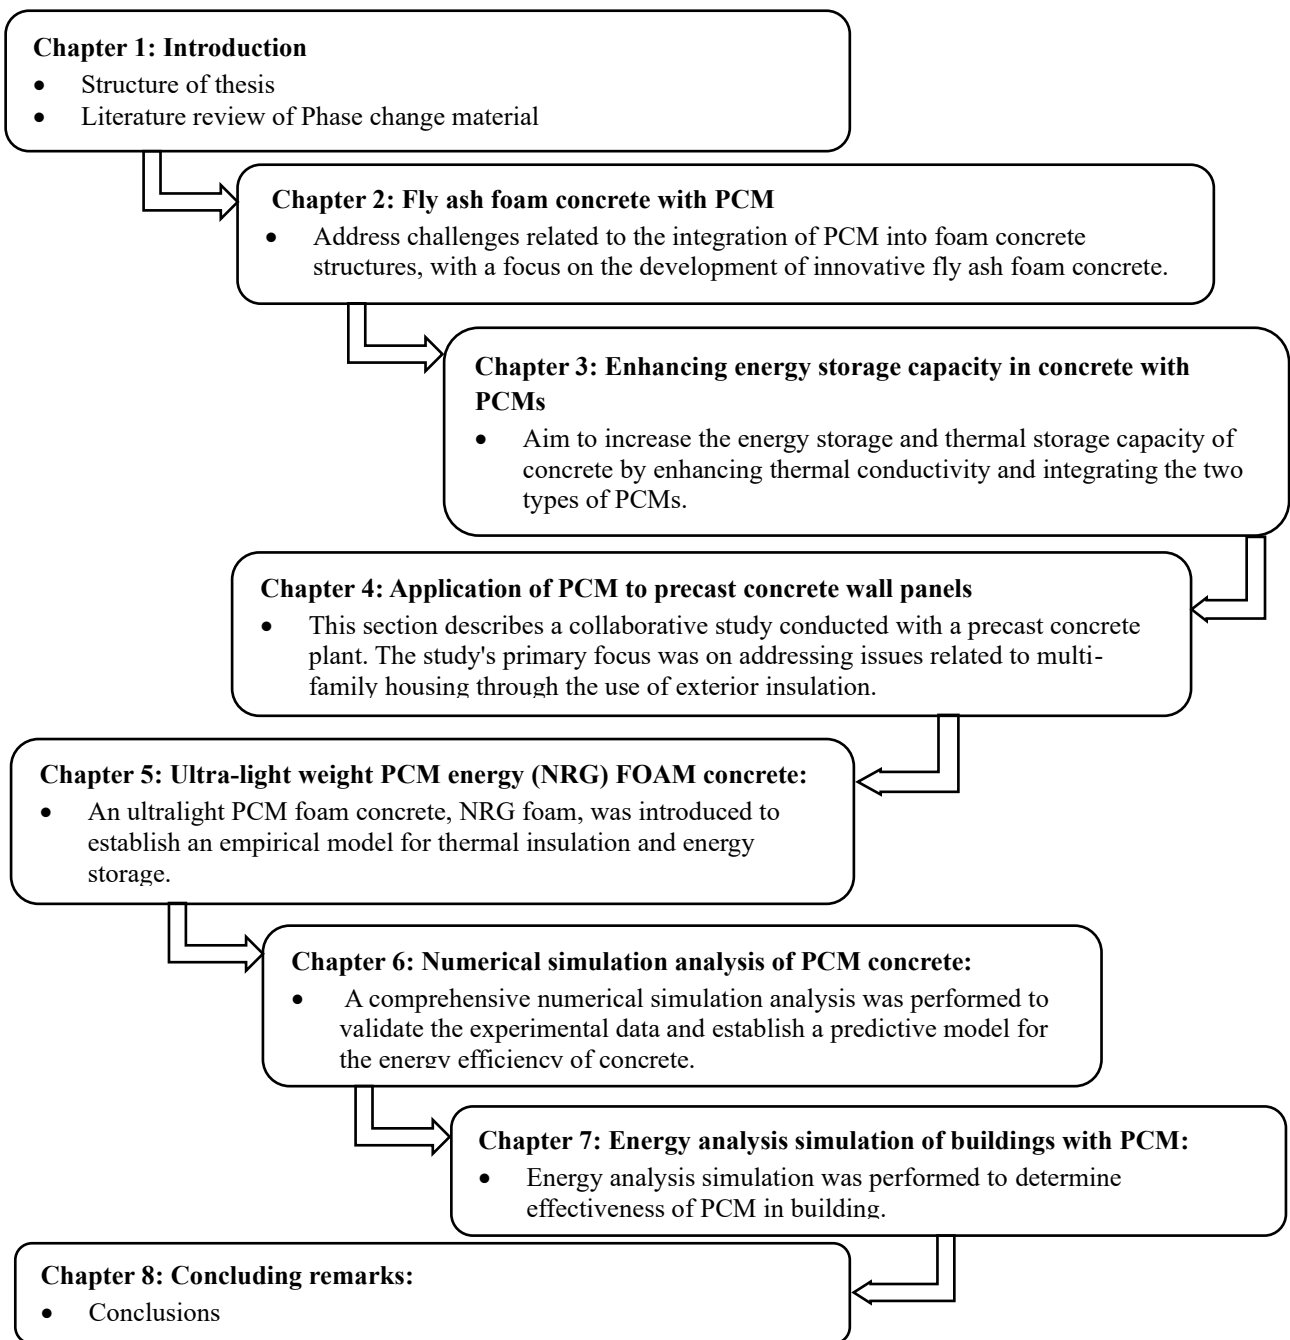 Chapter 1: Introduction
• Structure of thesis
• Literature review of Phase change material
Chapter 2: Fly ash foam concrete with PCM
• Address challenges related to the integration of PCM into foam concrete
structures, with a focus on the development of innovative fly ash foam concrete.
Chapter 3: Enhancing energy storage capacity in concrete with
PCMs
• Aim to increase the energy storage and thermal storage capacity of
concrete by enhancing thermal conductivity and integrating the two
types of PCMs.
Chapter 4: Application of PCM to precast concrete wall panels
• This section describes a collaborative study conducted with a precast concrete
plant. The study's primary focus was on addressing issues related to multi-
family housing through the use of exterior insulation.
Chapter 5: Ultra-light weight PCM energy (NRG) FOAM concrete:
• An ultralight PCM foam concrete, NRG foam, was introduced to
establish an empirical model for thermal insulation and energy
storage.
Chapter 6: Numerical simulation analysis of PCM concrete:
• A comprehensive numerical simulation analysis was performed to
validate the experimental data and establish a predictive model for
the energy efficiency of concrete.
Chapter 7: Energy analysis simulation of buildings with PCM:
• Energy analysis simulation was performed to determine
effectiveness of PCM in building.
Chapter 8: Concluding remarks:
• Conclusions